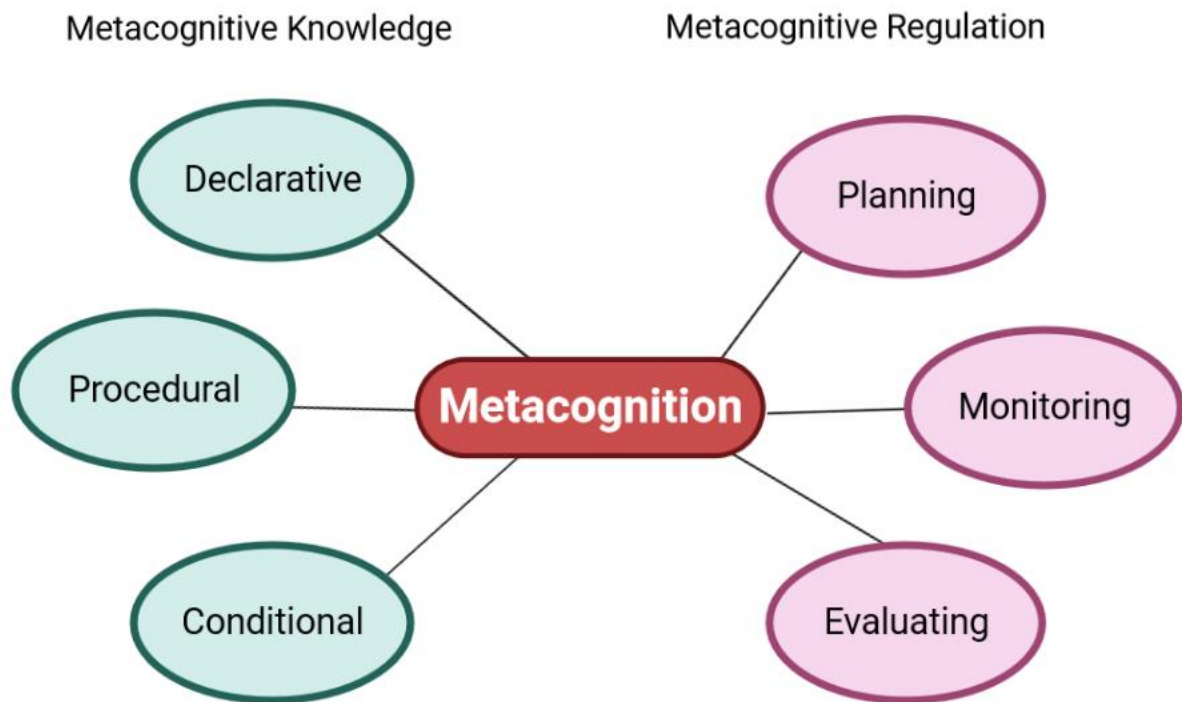 Metacognitive Knowledge
Metacognitive Regulation
Declarative
Planning
Procedural
Metacognition
Monitoring
Conditional
Evaluating